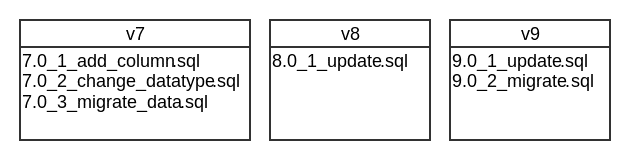 v7
7.0_1_add_column.sql
7.0_2_change_datatype.sql
7.0_3_migrate_data.sql
v8
8.0_1_update.sql
v9
9.0_1_update.sql
9.0_2_migrate.sql